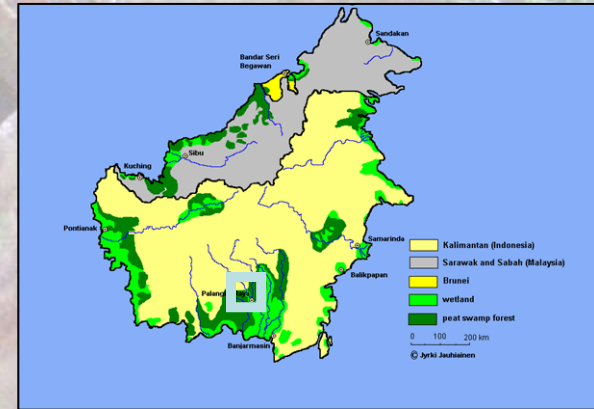 Sandakan
Bandar Seri
Begawan
Sibu
Kuching
Pontianak
Samarinda
Balikpapan
Banjarmasin
Kalimantan (Indonesia)
Sarawak and Sabah (Malaysia)
Brunei
wetland
peat swamp forest
0 100 200 km
© Jyrki Jauhiainen